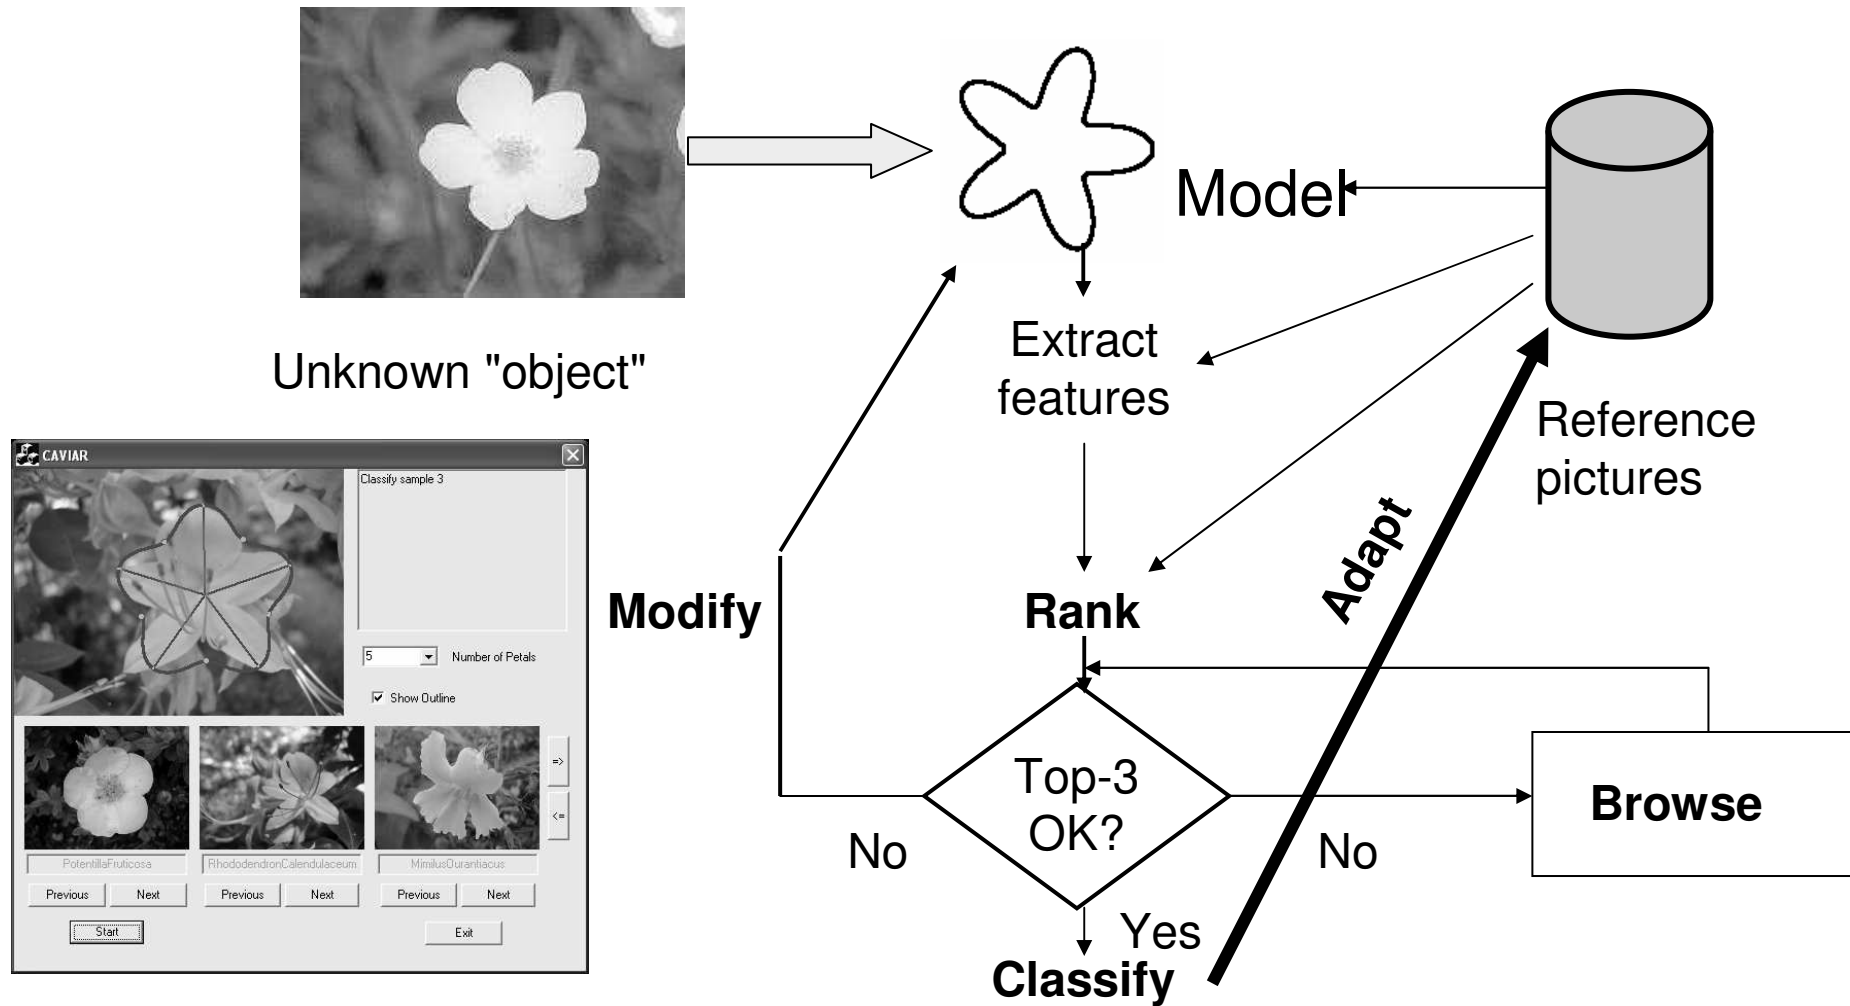 Model
Unknown "object"
Extract
features
Reference
pictures
Adapt
Modify
Rank
Top-3
OK?
No
No
Browse
Yes
Classify
CAVIAR
Classify sample 3
5
Number of Petals
Show Outline
=>
<=
PotentillaFruticosa
RhododendronCalendulaceum
MimilusOurantiacus
Previous Next Previous Next Previous Next
Start Exit